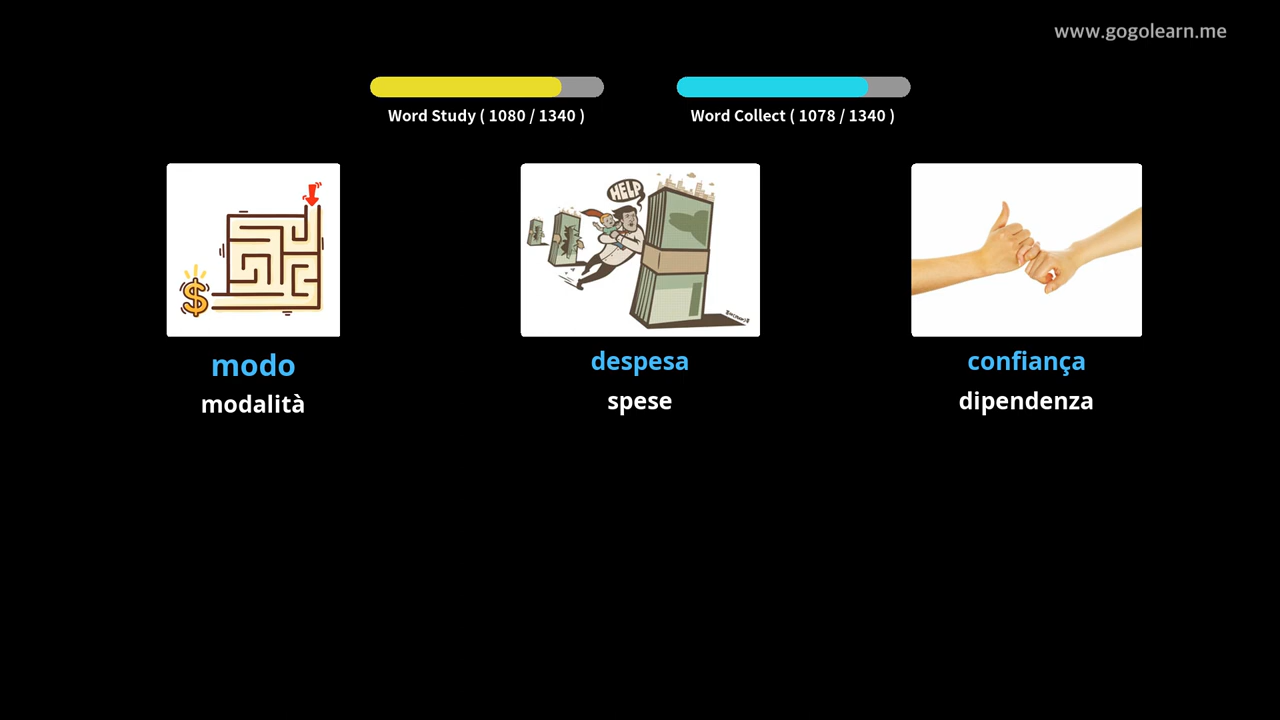 www.gogolearn.me
Word Study ( 1080 / 1340 )
Word Collect ( 1078 / 1340 )
HELP
modo
modalità
despesa
spese
confiança
dipendenza